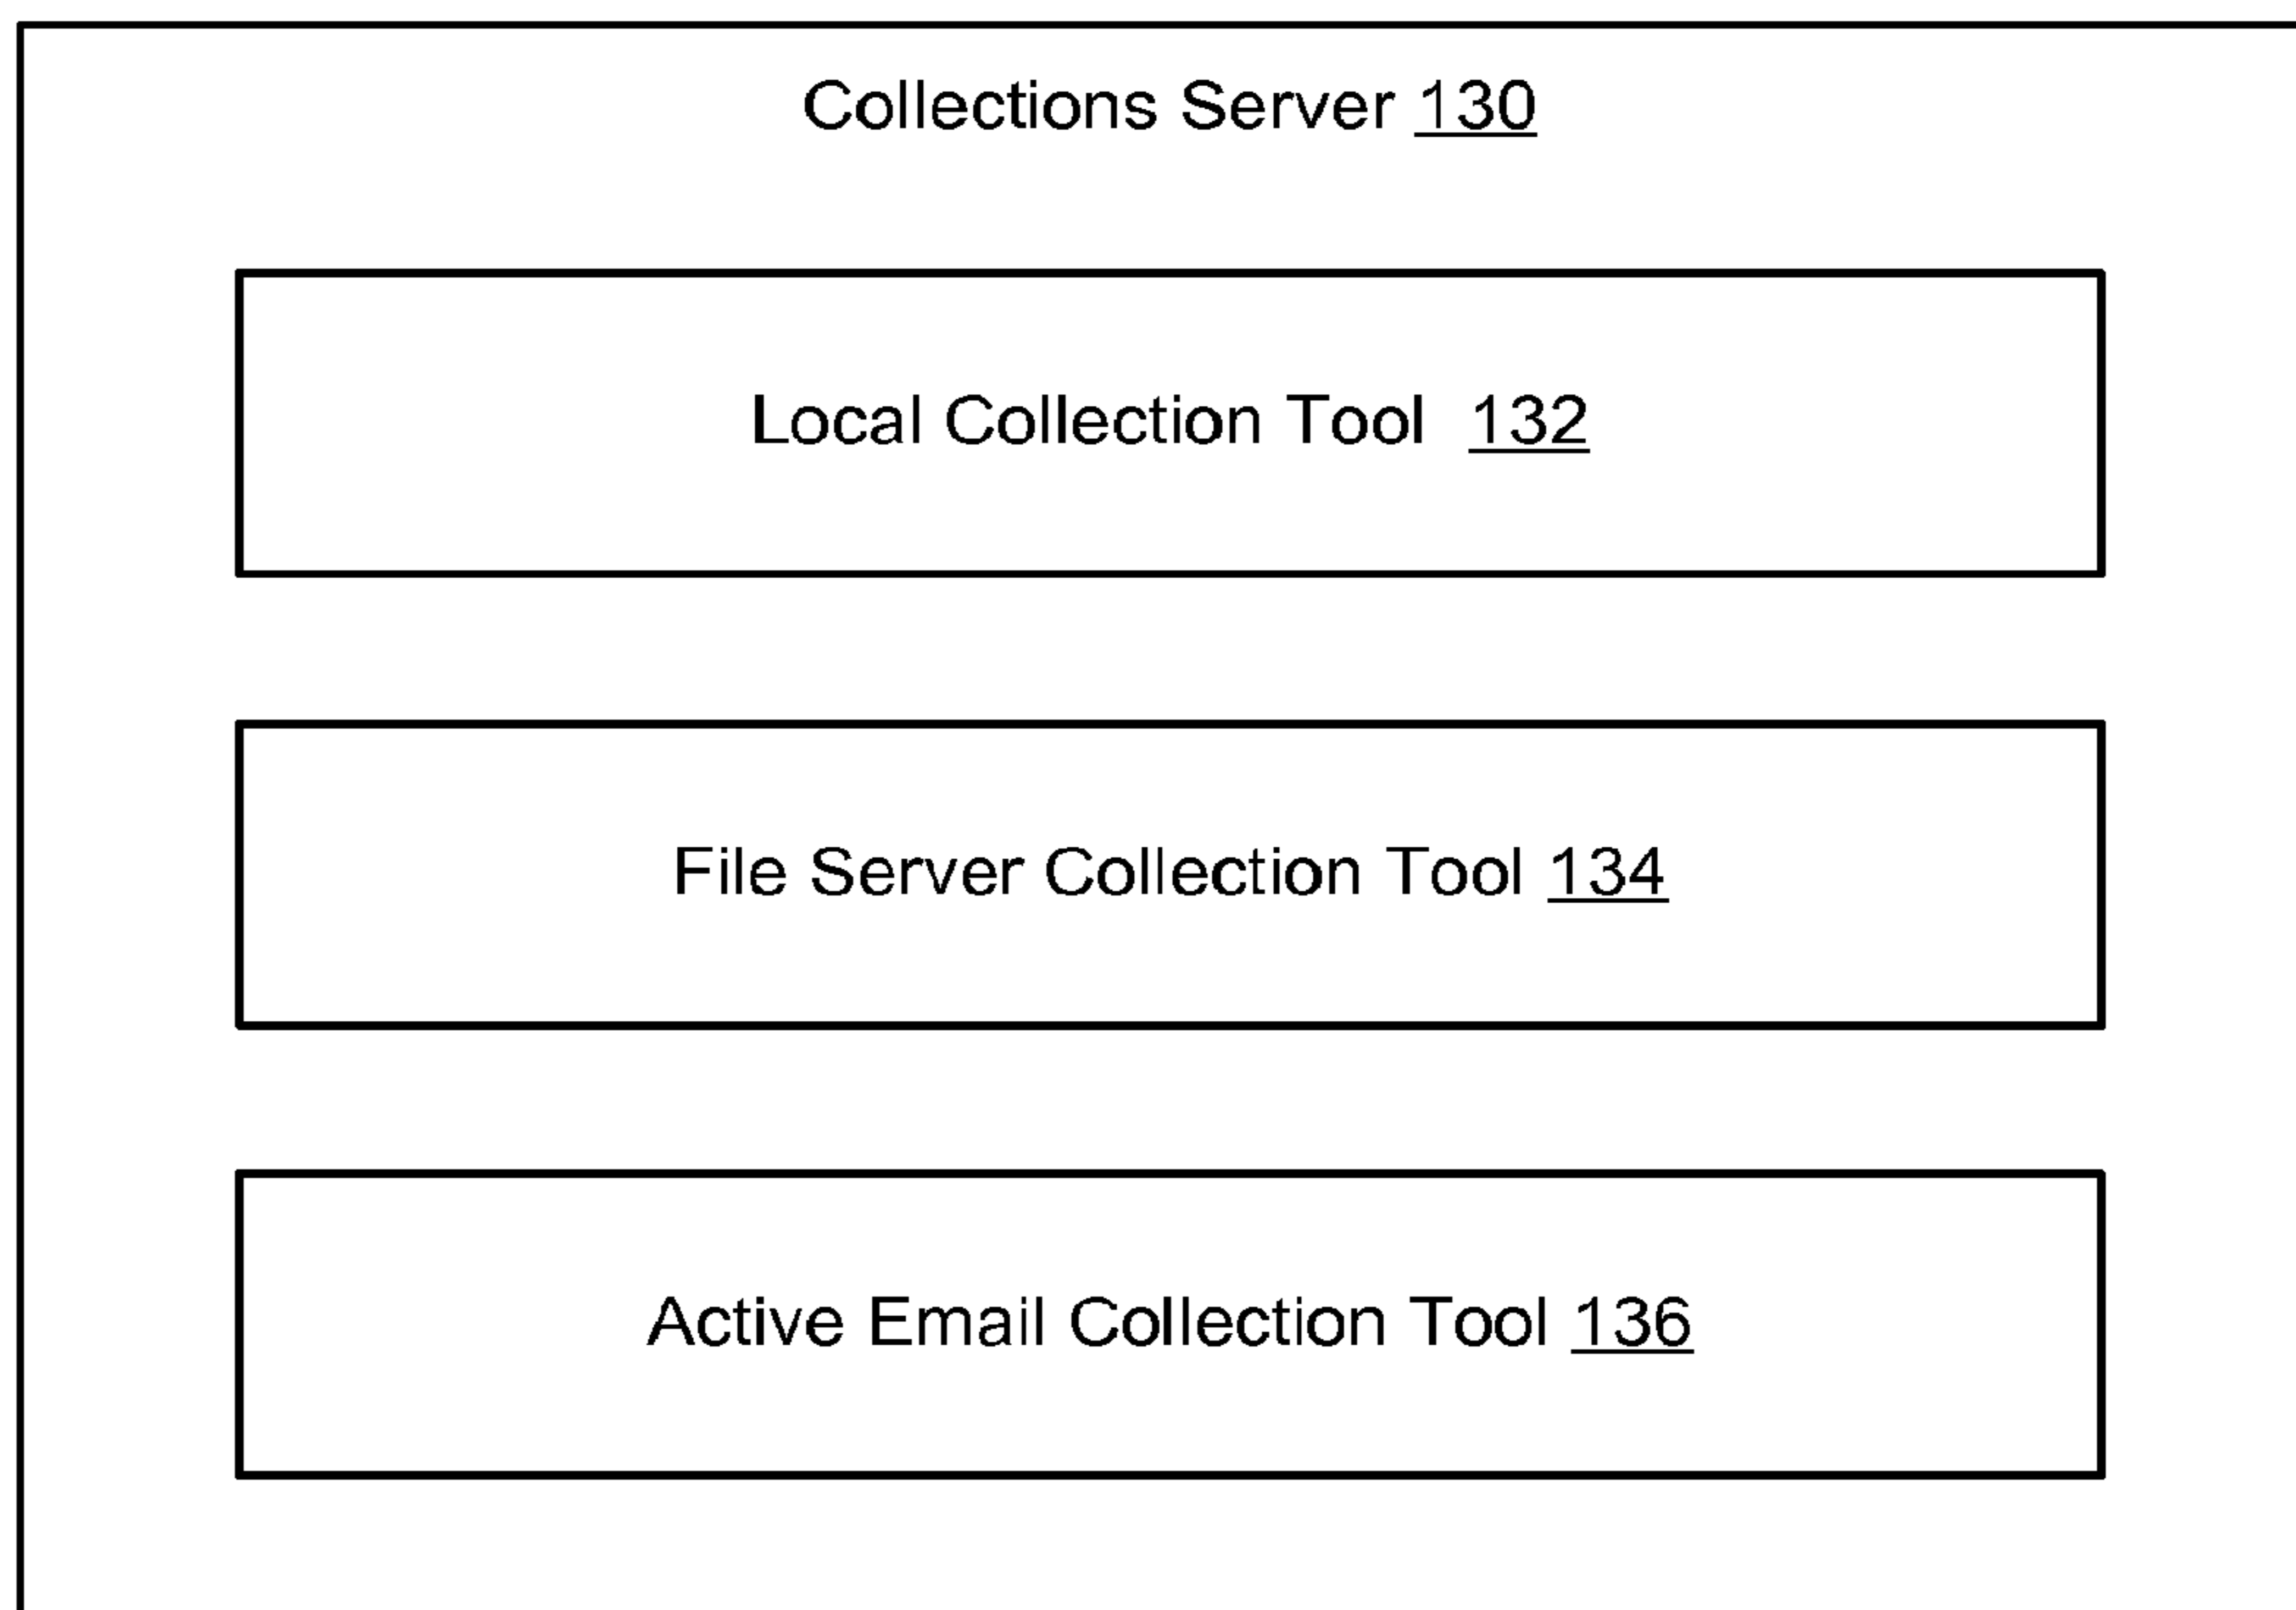 Collections Server 130
Local Collection Tool 132
File Server Collection Tool 134
Active Email Collection Tool 136